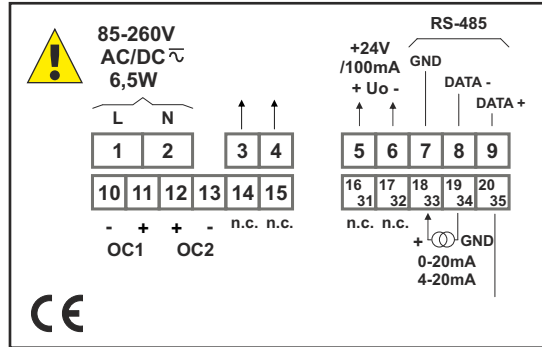 85-260V
AC/DC
6,5W
L N
1 2 3 4
10 11 12 13 14 15
- + + - n.c. n.c.
OC1 OC2
RS-485
+24V
/100mA
+ Uo -
GND
DATA -
DATA +
5 6 7 8 9
16 17 18 19 20
31 32 33 34 35
n.c. n.c.
+ GND
0-20mA
4-20mA
CE